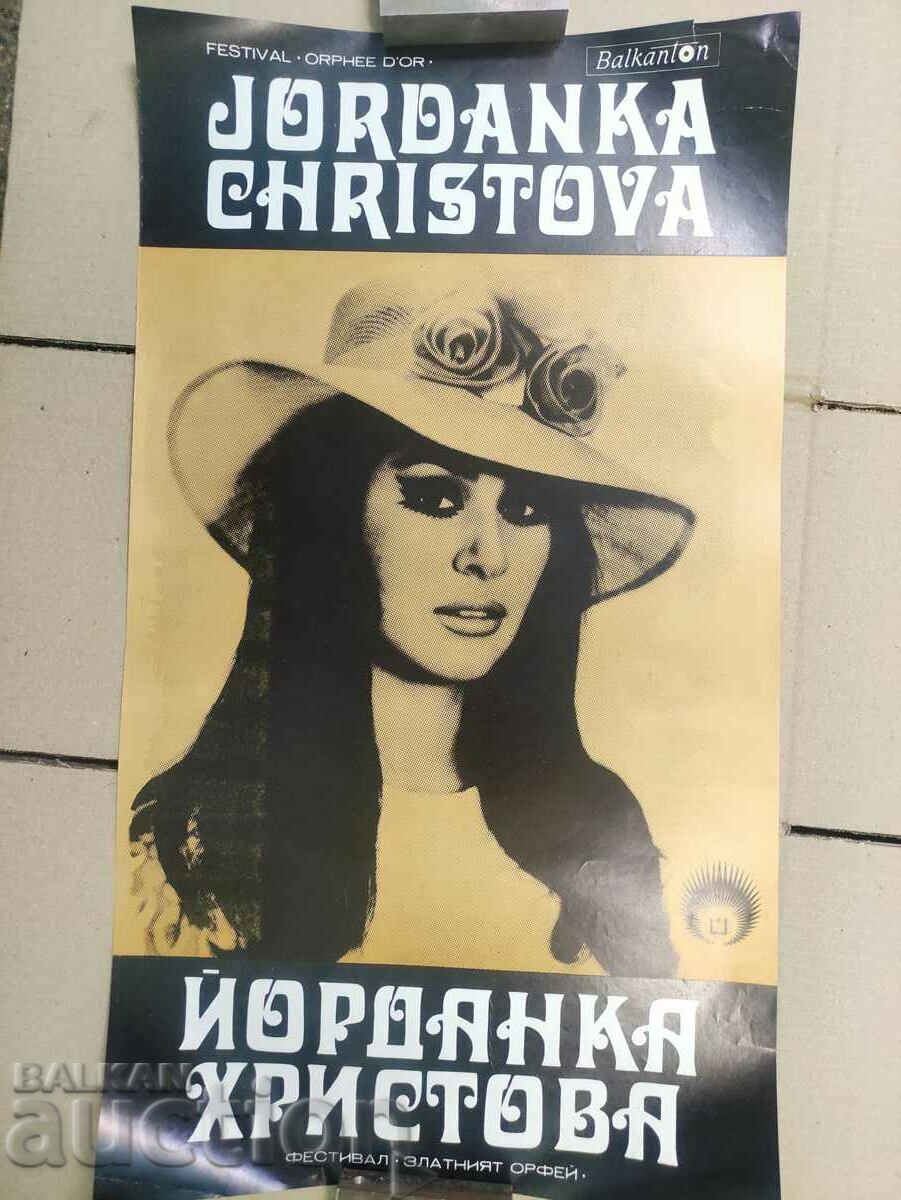 FESTIVAL · ORPHEE D'OR ·
Balkanton
JORDANKA
CHRISTOVA
ЙОРДАНКА
ХРИСТОВА
ФЕСТИВАЛ · ЗЛАТНИЯТ ОРФЕЙ ·
BALKAN
auction